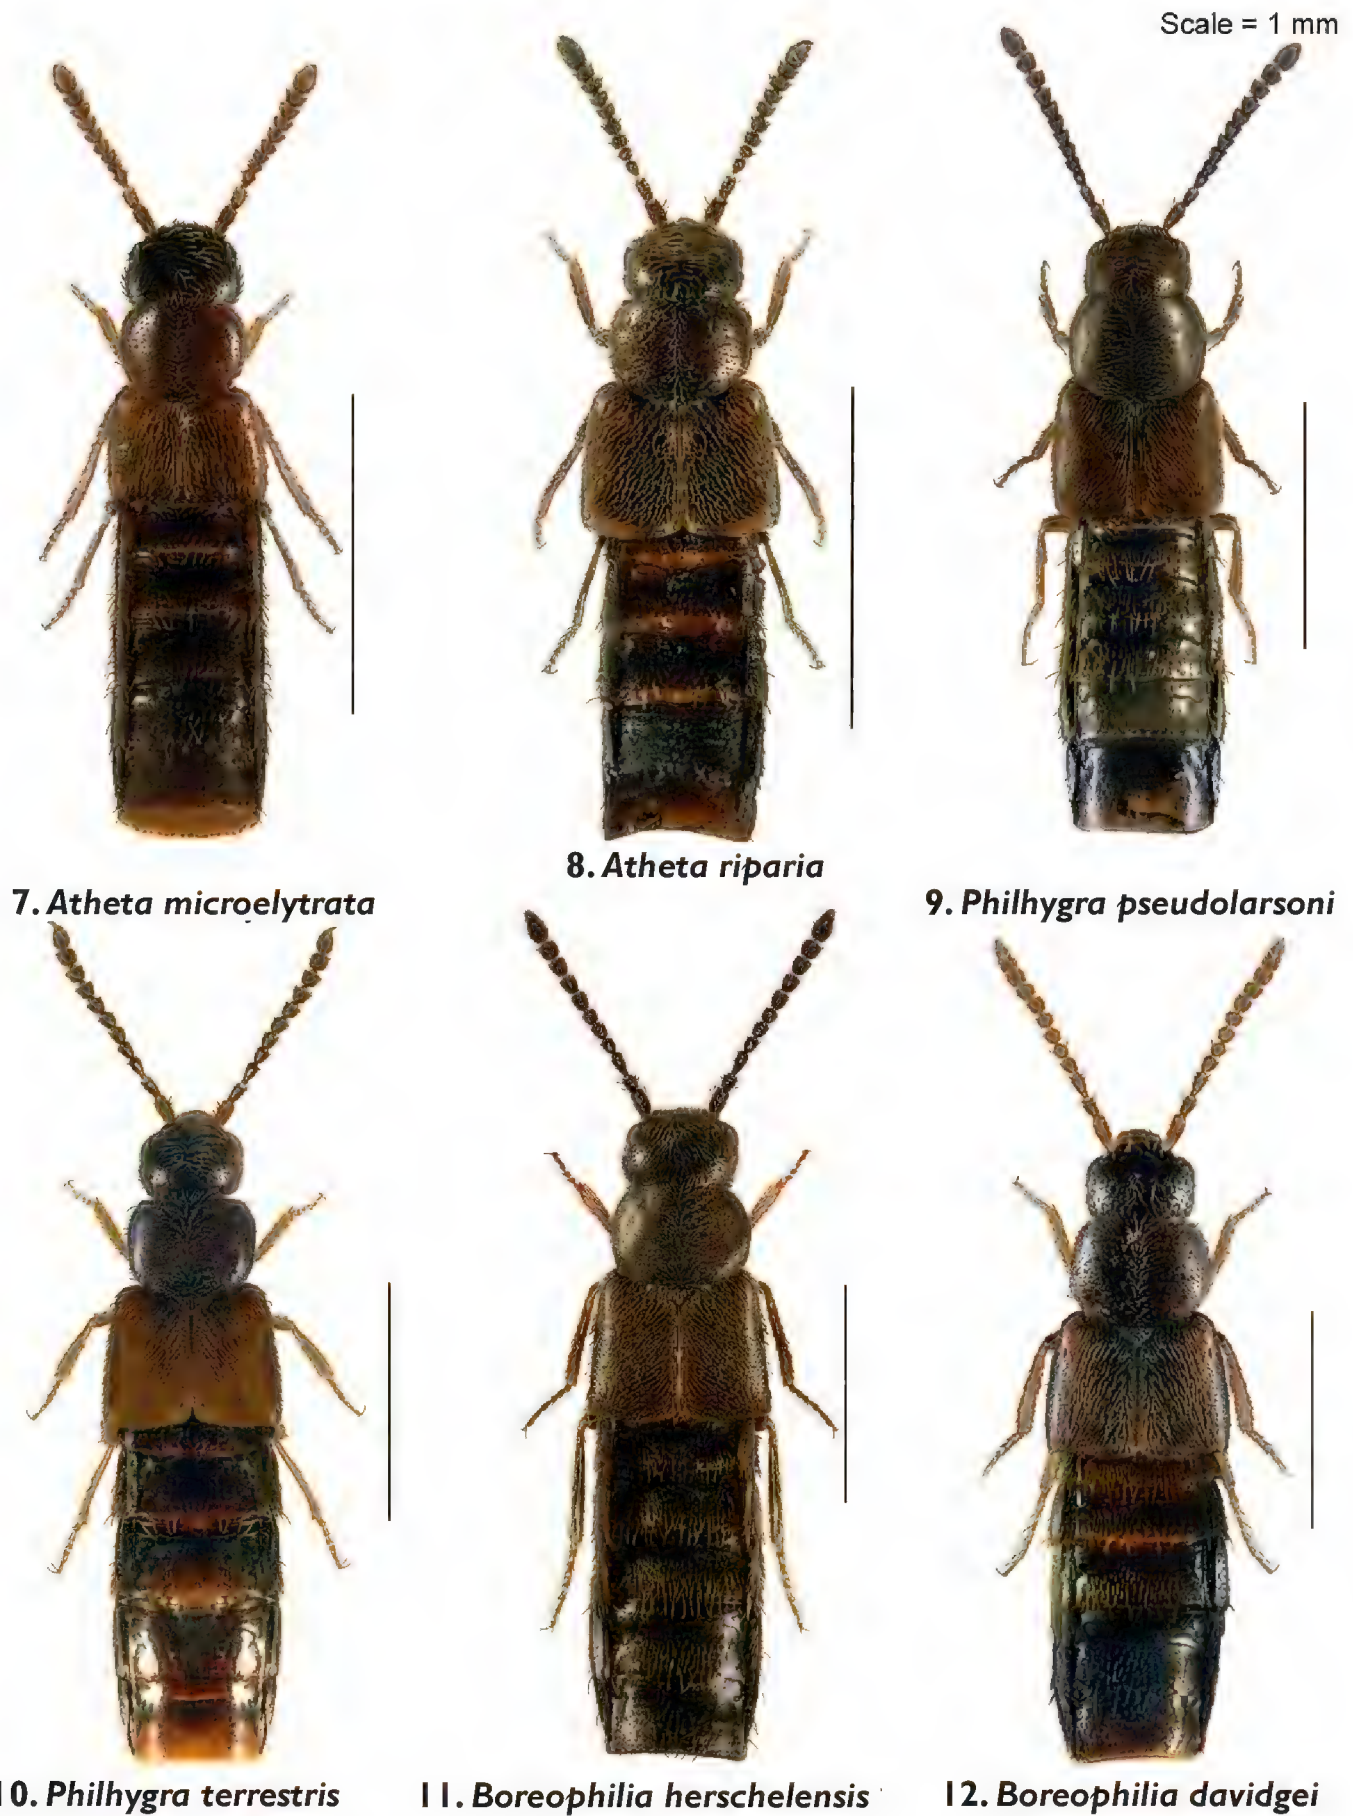 Scale = 1 mm
7. Atheta microelytrata
8. Atheta riparia
9. Philhygra pseudolarsoni
10. Philhygra terrestris
11. Boreophilia herschelensis
12. Boreophilia davidgei